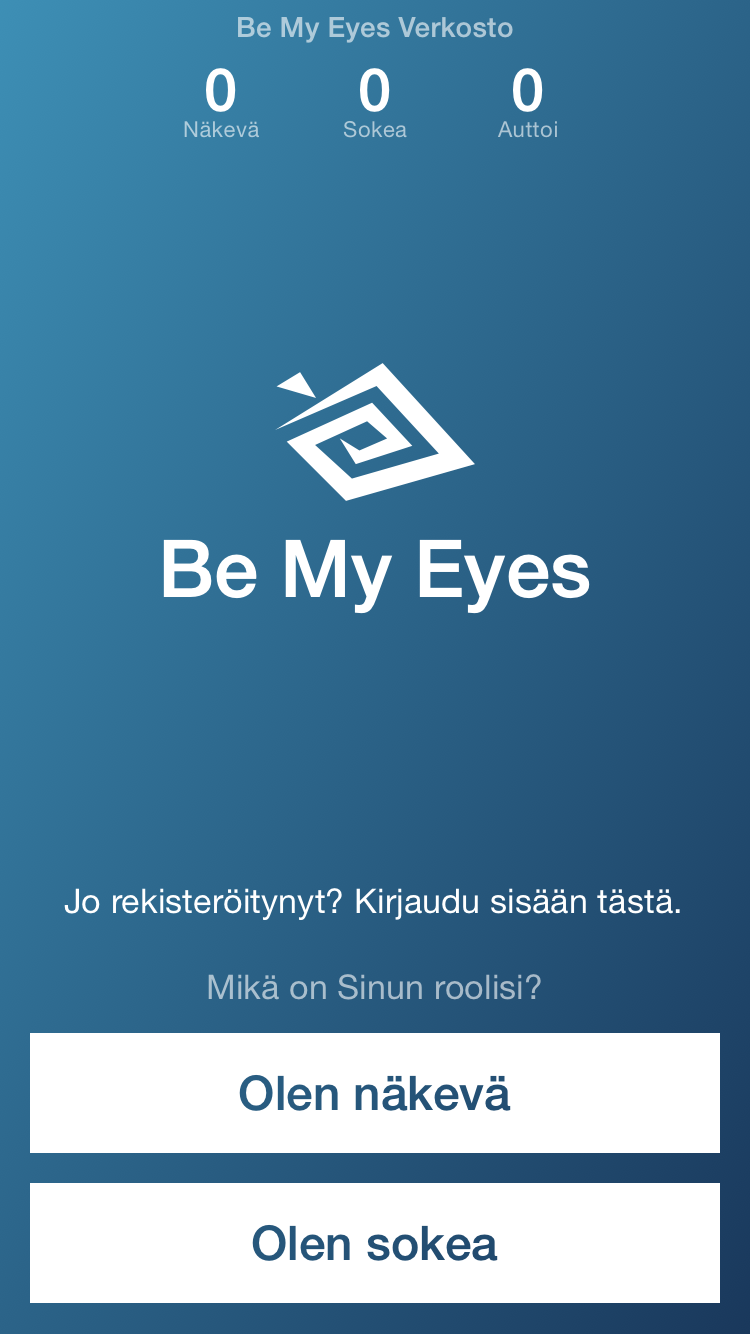 Be My Eyes Verkosto
0 0 0
Näkevä Sokea Auttoi
Be My Eyes
Jo rekisteröitynyt? Kirjaudu sisään tästä.
Mikä on Sinun roolisi?
Olen näkevä
Olen sokea